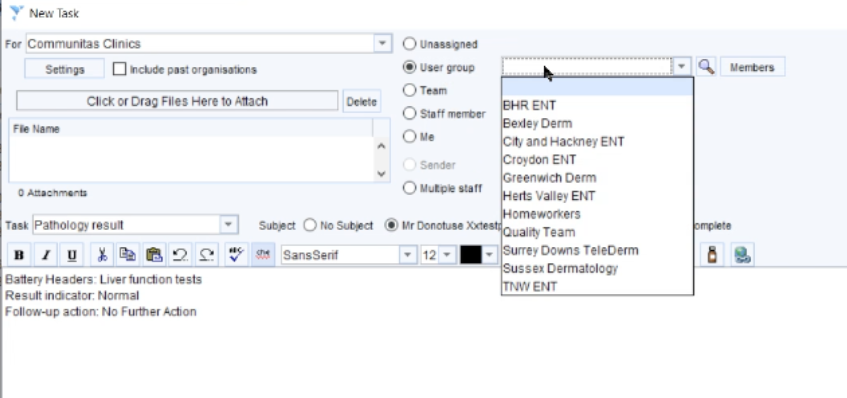 New Task
For Communitas Clinics
Unassigned
Settings Include past organisations
User group
Members
Click or Drag Files Here to Attach Delete
Team
Staff member
Me
Sender
Multiple staff
File Name
0 Attachments
BHR ENT
Bexley Derm
City and Hackney ENT
Croydon ENT
Greenwich Derm
Herts Valley ENT
Homeworkers
Quality Team
Surrey Downs TeleDerm
Sussex Dermatology
TNW ENT
Task Pathology result Subject No Subject Mr Donotuse Xxtestp omplete
B I U ABC SansSerif 12
Battery Headers: Liver function tests
Result indicator: Normal
Follow-up action: No Further Action